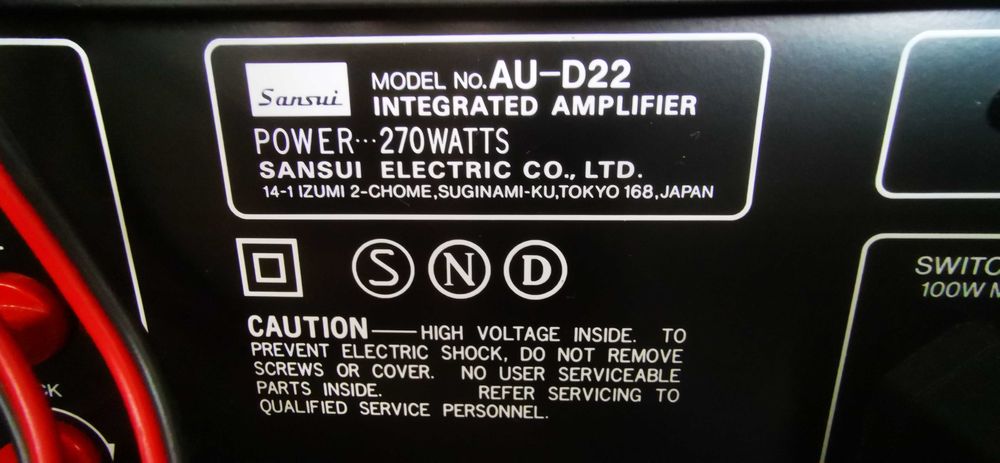 Sansui
MODEL No. AU-D22
INTEGRATED AMPLIFIER
POWER···270WATTS
SANSUI ELECTRIC CO., LTD.
14-1 IZUMI 2-CHOME, SUGINAMI-KU, TOKYO 168, JAPAN
S N D
CAUTION — HIGH VOLTAGE INSIDE. TO
PREVENT ELECTRIC SHOCK, DO NOT REMOVE
SCREWS OR COVER. NO USER SERVICEABLE
PARTS INSIDE. REFER SERVICING TO
QUALIFIED SERVICE PERSONNEL.
100W